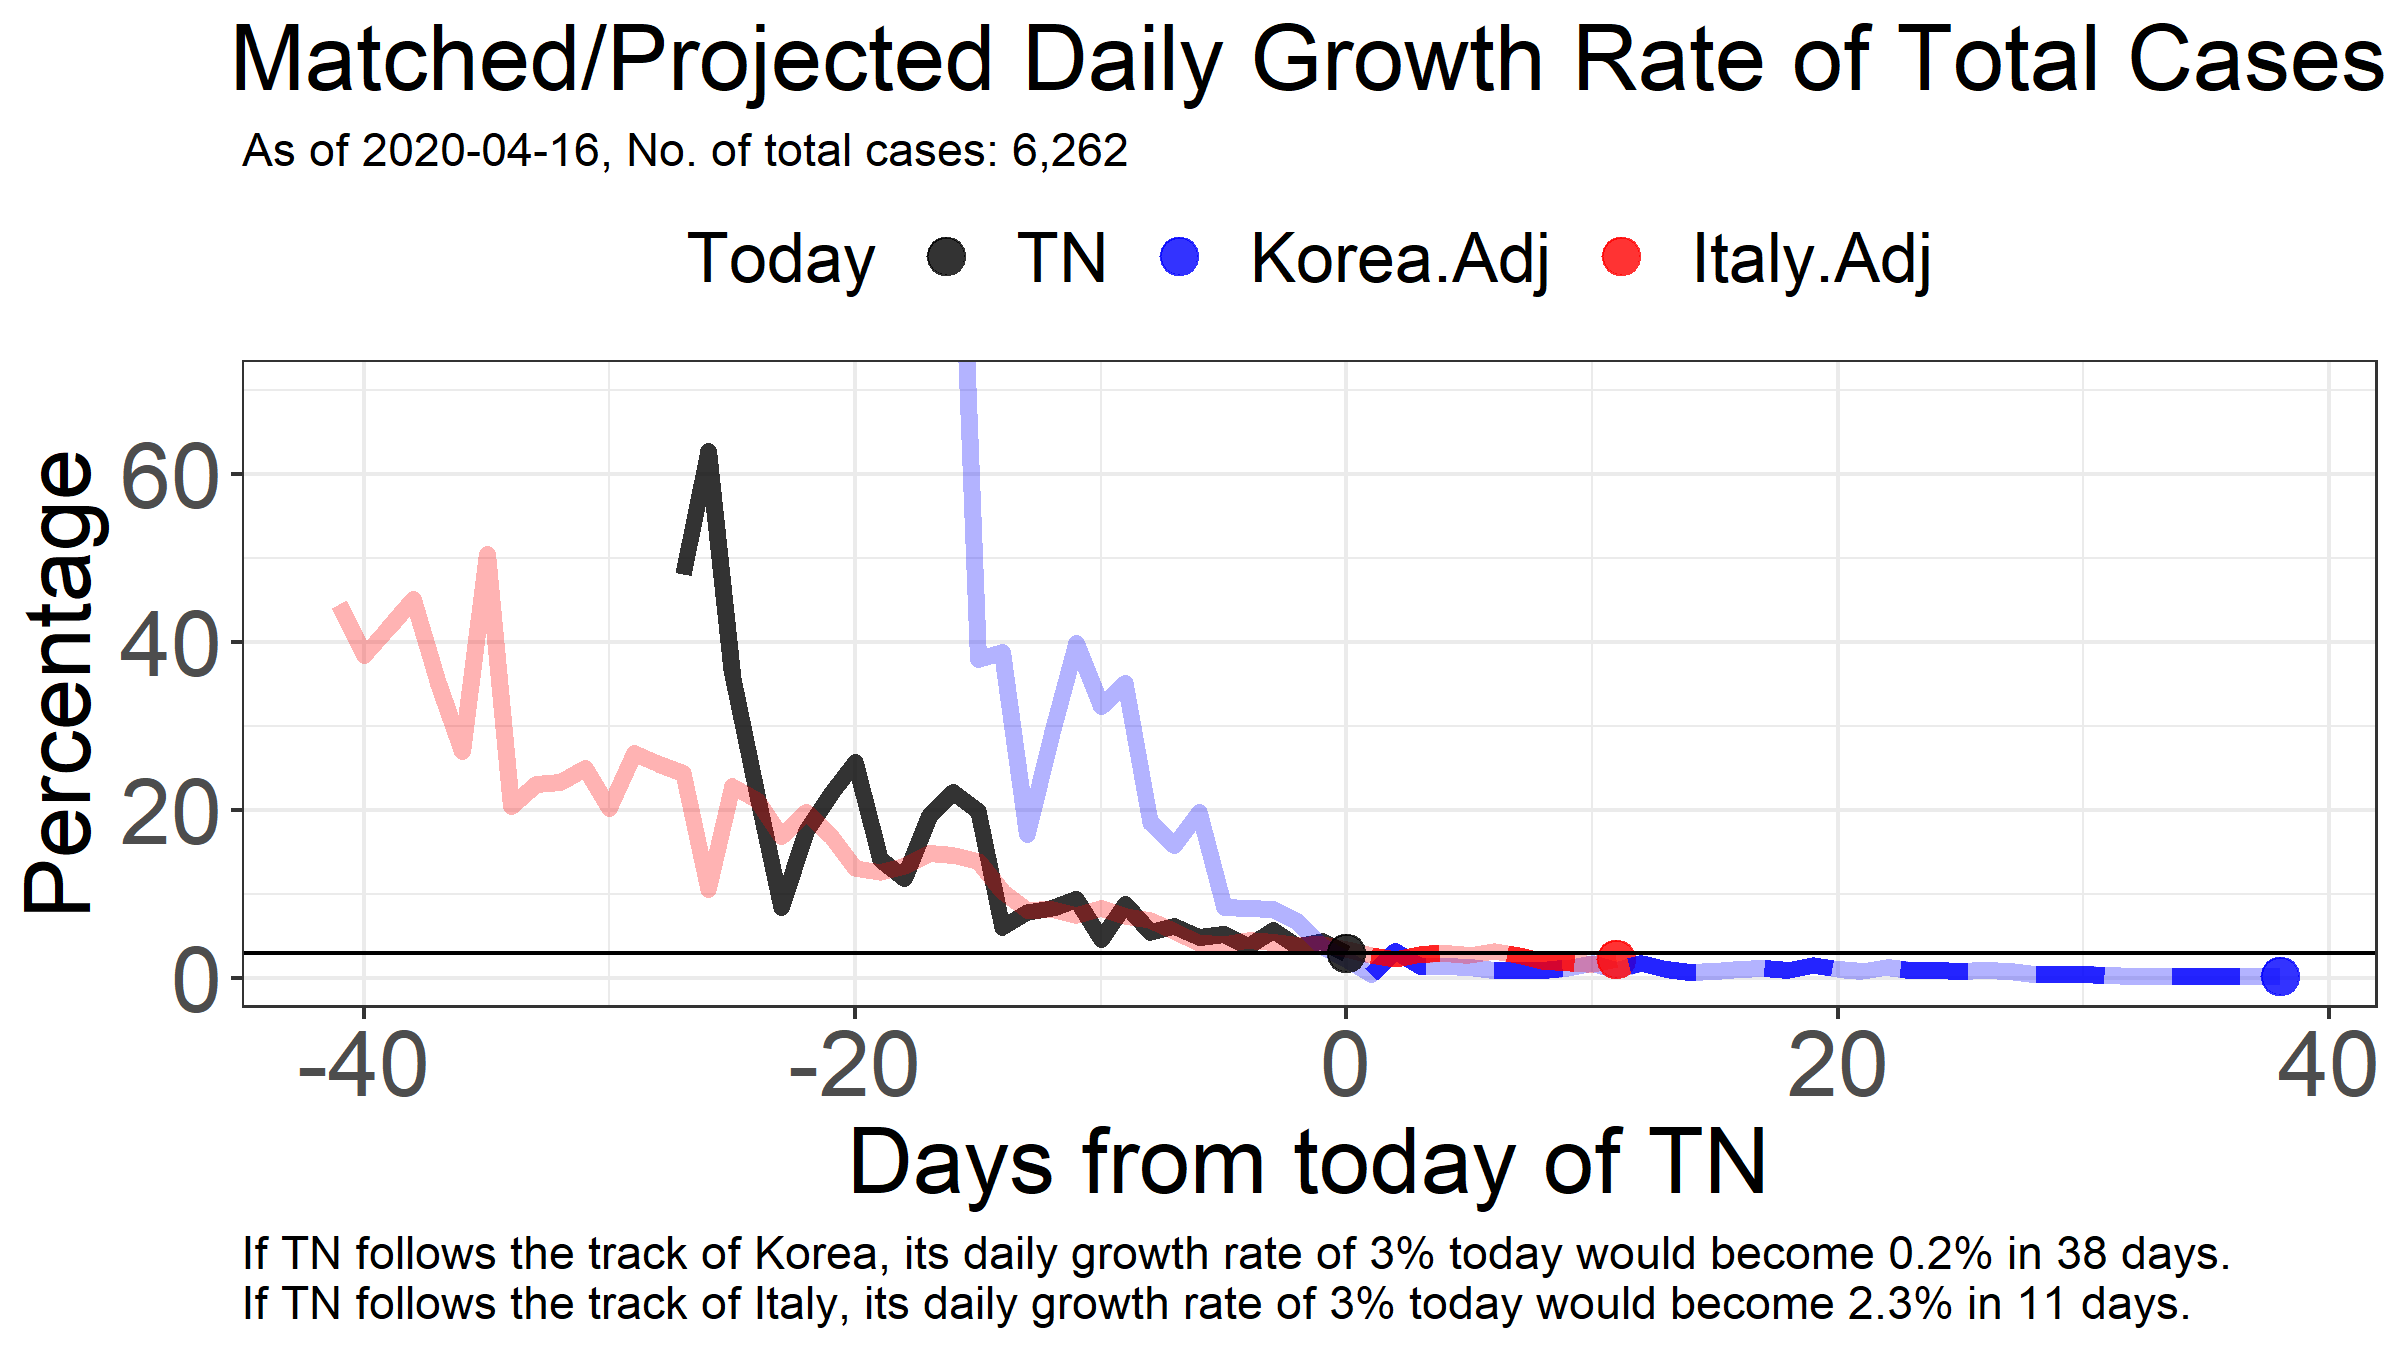 Matched/Projected Daily Growth Rate of Total Cases
As of 2020-04-16, No. of total cases: 6,262
Today TN Korea.Adj Italy.Adj
Percentage
60
40
20
0
-40 -20 0 20 40
Days from today of TN
If TN follows the track of Korea, its daily growth rate of 3% today would become 0.2% in 38 days.
If TN follows the track of Italy, its daily growth rate of 3% today would become 2.3% in 11 days.